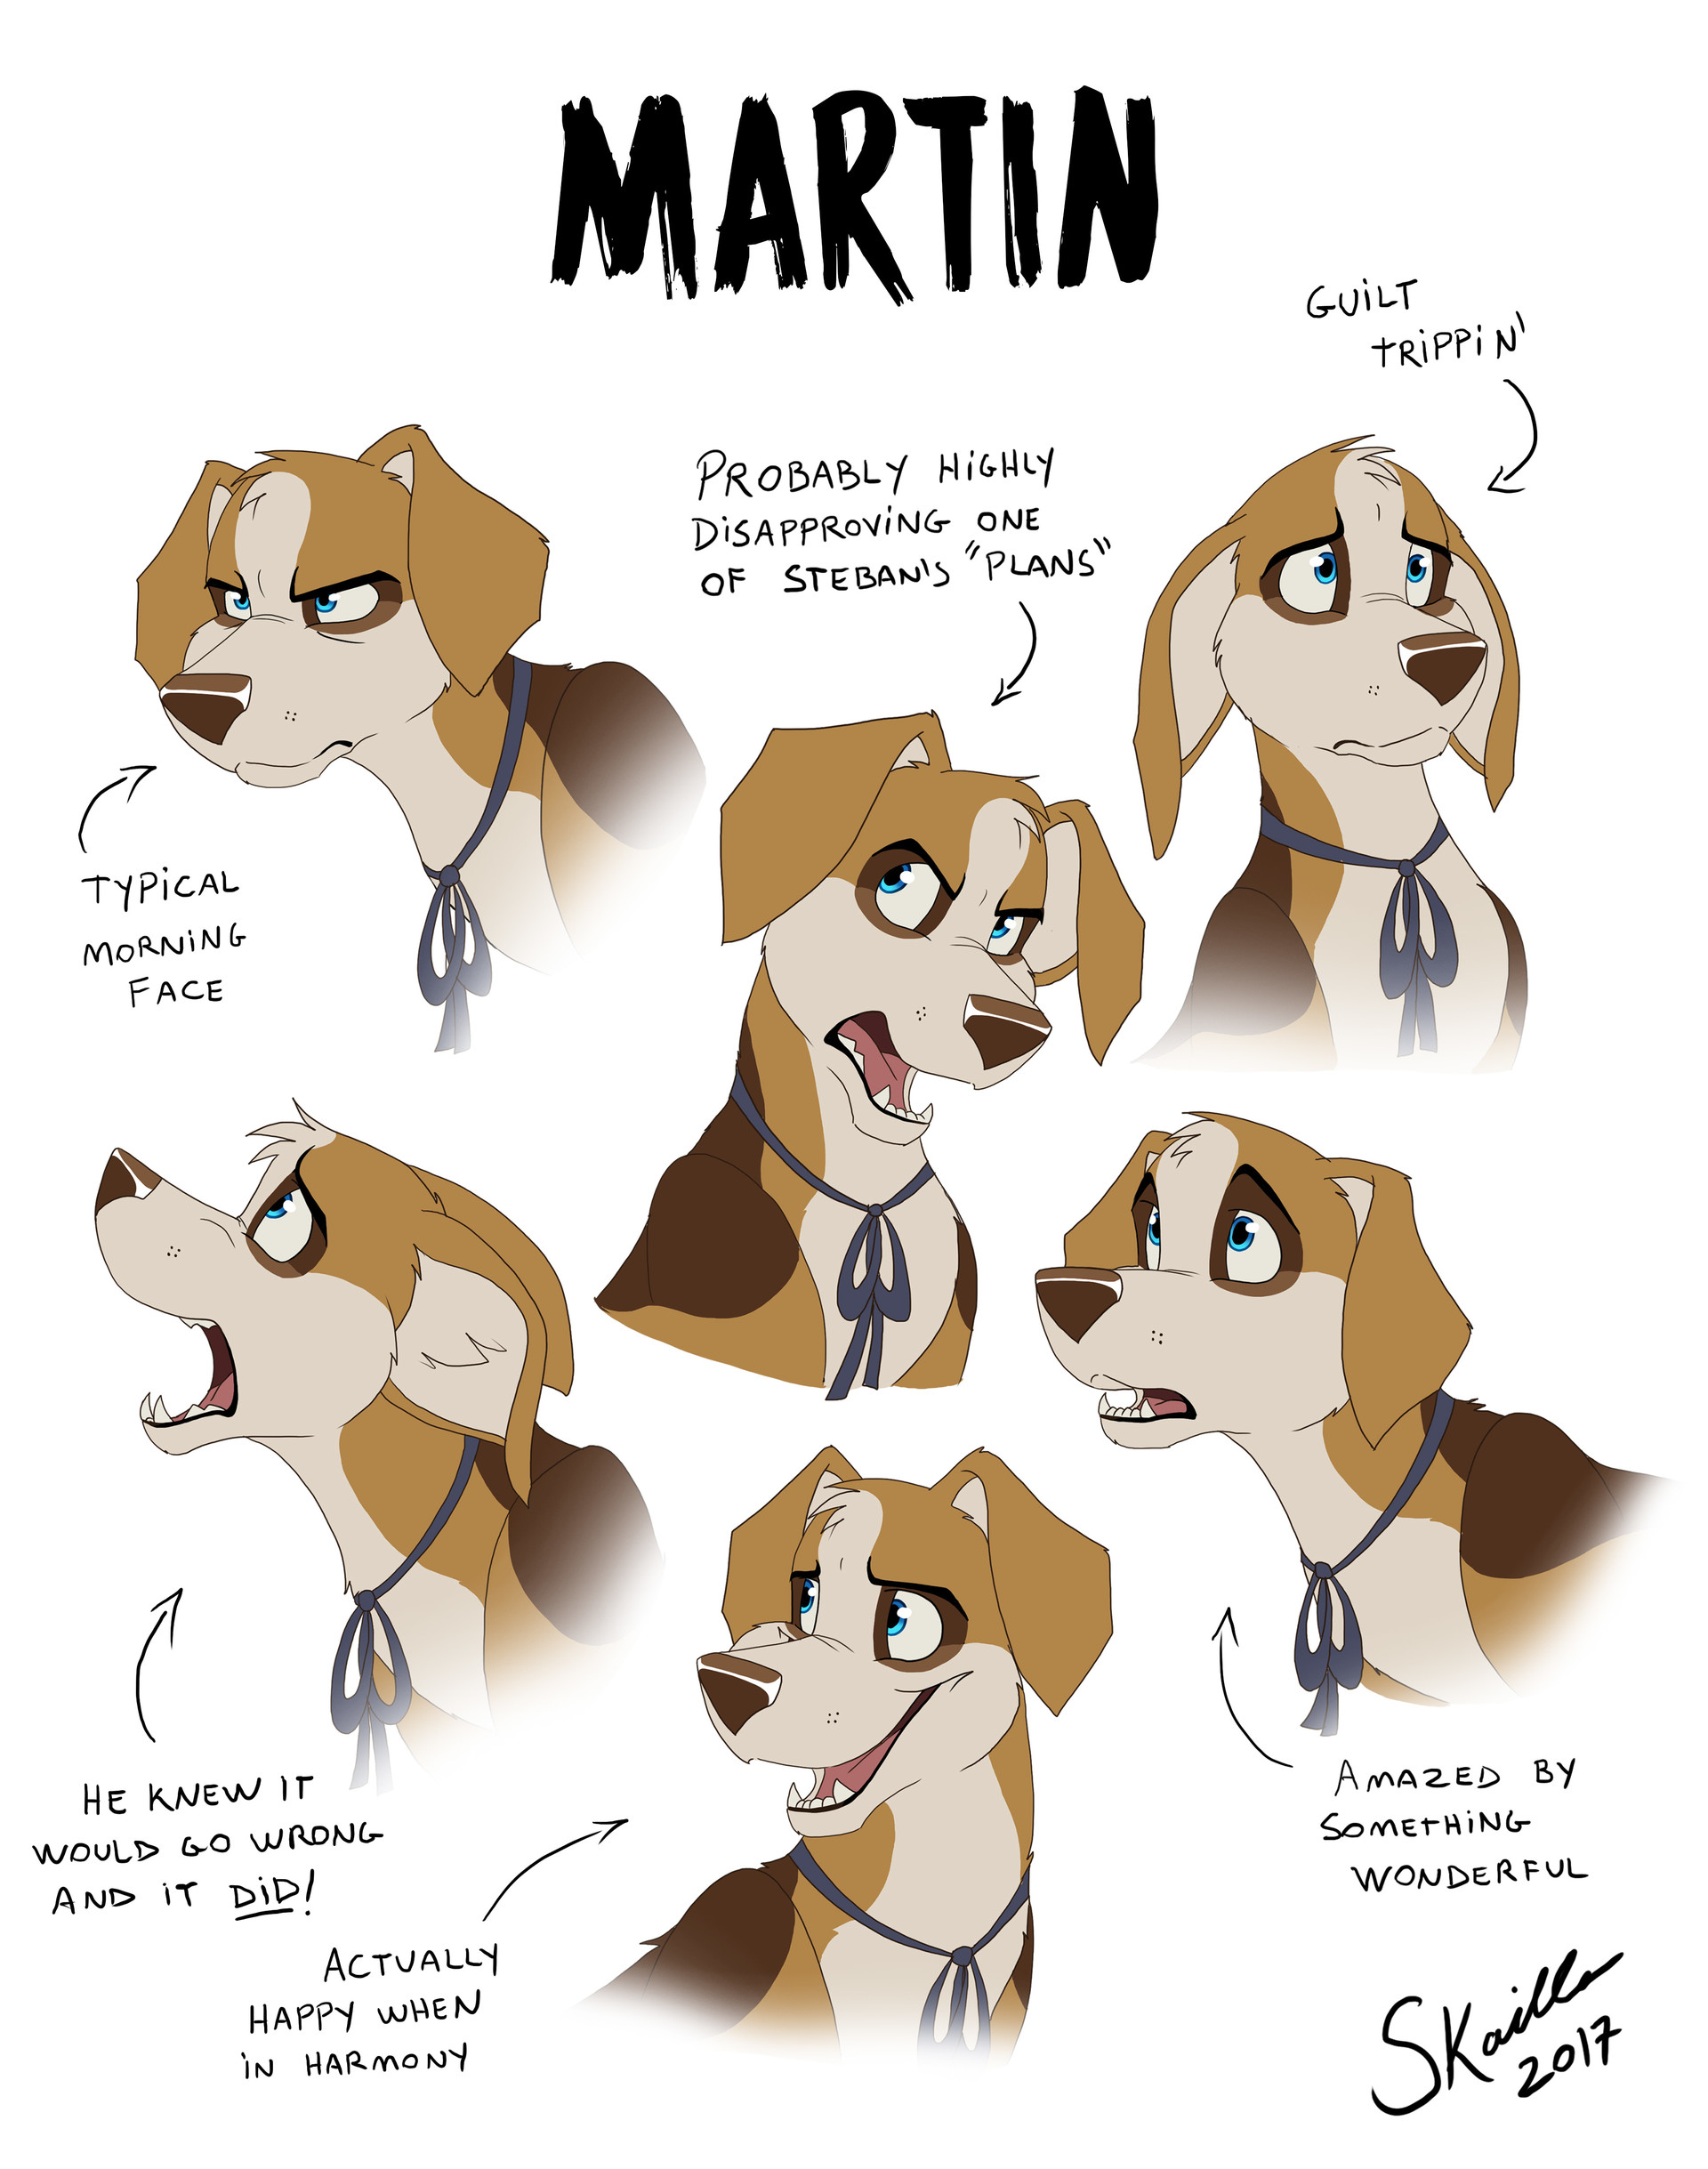 MARTIN
GUILT
TRIPPIN'
PROBABLY HIGHLY
DISAPPROVING ONE
OF STEBAN'S "PLANS"
TYPICAL
MORNING
FACE
HE KNEW IT
WOULD GO WRONG
AND IT DID!
ACTUALLY
HAPPY WHEN
IN HARMONY
AMAZED BY
SOMETHING
WONDERFUL
SKailla
2017